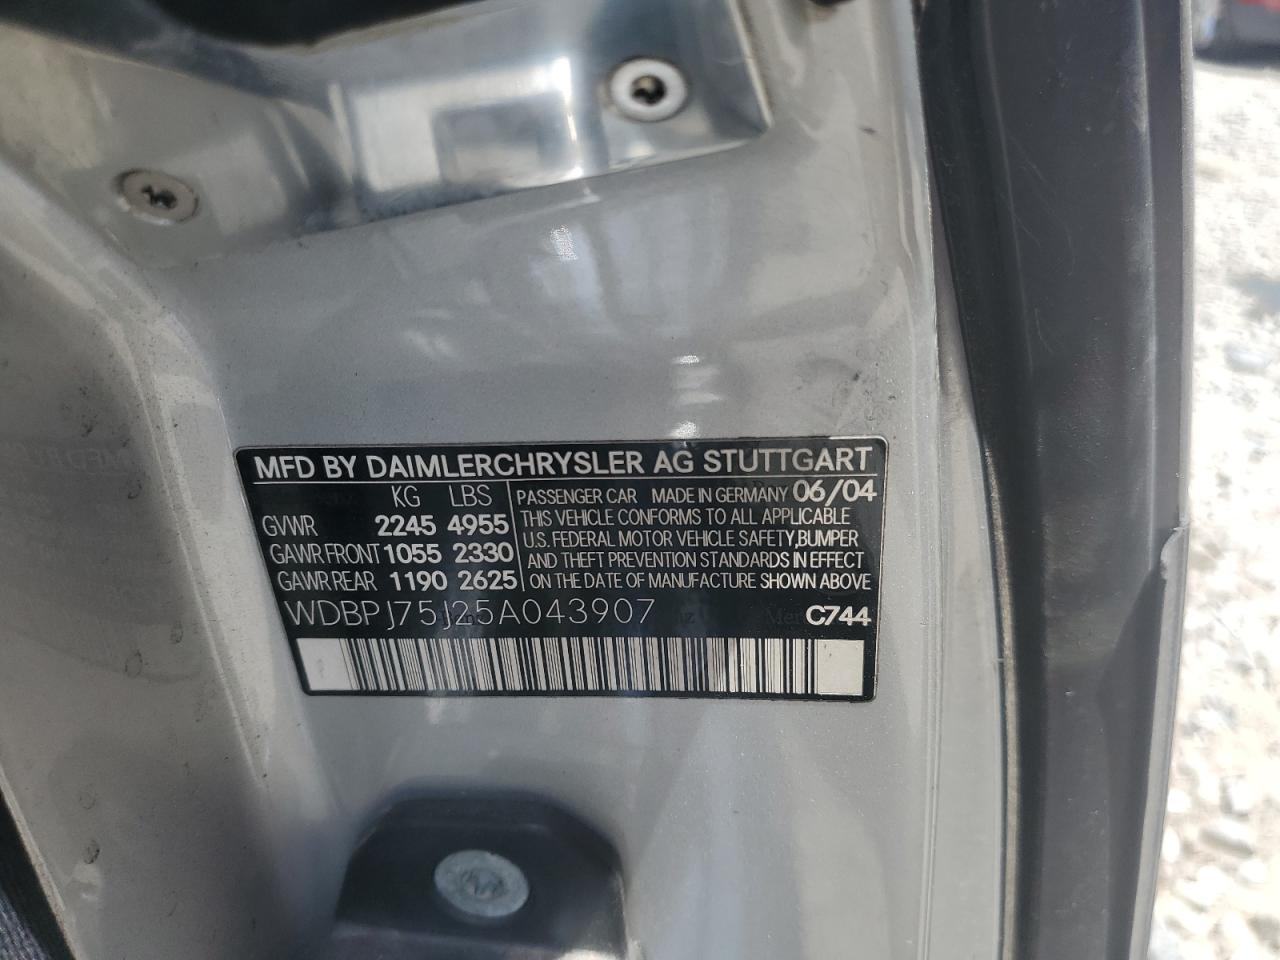 MFD BY DAIMLERCHRYSLER AG STUTTGART
KG LBS
GVWR 2245 4955
GAWR FRONT 1055 2330
GAWR REAR 1190 2625
PASSENGER CAR MADE IN GERMANY 06/04
THIS VEHICLE CONFORMS TO ALL APPLICABLE
U.S. FEDERAL MOTOR VEHICLE SAFETY, BUMPER
AND THEFT PREVENTION STANDARDS IN EFFECT
ON THE DATE OF MANUFACTURE SHOWN ABOVE
WDBPJ75J25A043907 C744